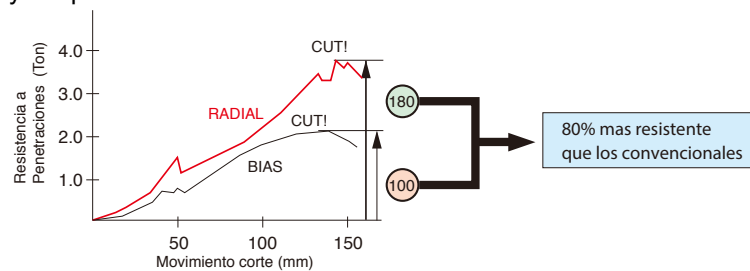 Resistencia a
Penetraciones (Ton)
4.0
3.0
2.0
1.0
CUT!
RADIAL
CUT!
BIAS
50
100
150
Movimiento corte (mm)
180
100
80% mas resistente
que los convencionales